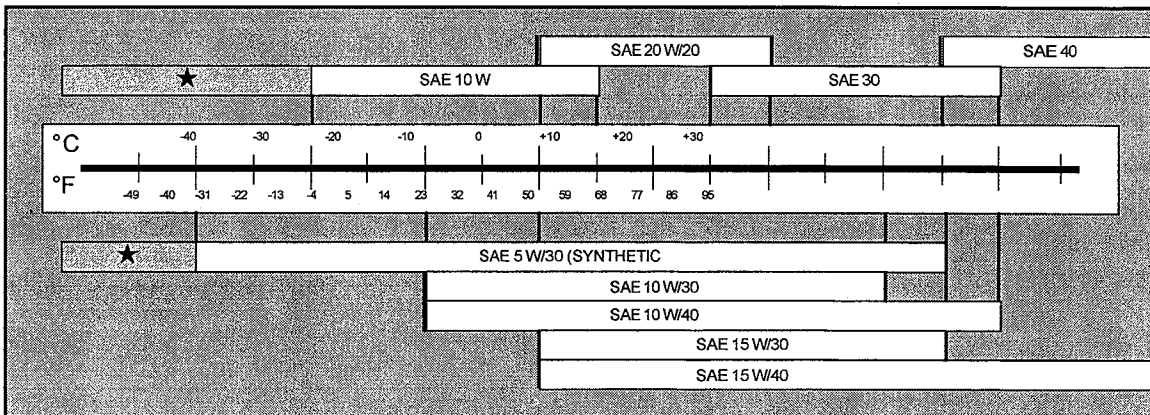 SAE 20 W/20 SAE 40
★ SAE 10 W SAE 30
°C -40 -30 -20 -10 0 +10 +20 +30
°F -49 -40 -31 -22 -13 -4 5 14 23 32 41 50 59 68 77 86 95
★ SAE 5 W/30 (SYNTHETIC
SAE 10 W/30
SAE 10 W/40
SAE 15 W/30
SAE 15 W/40